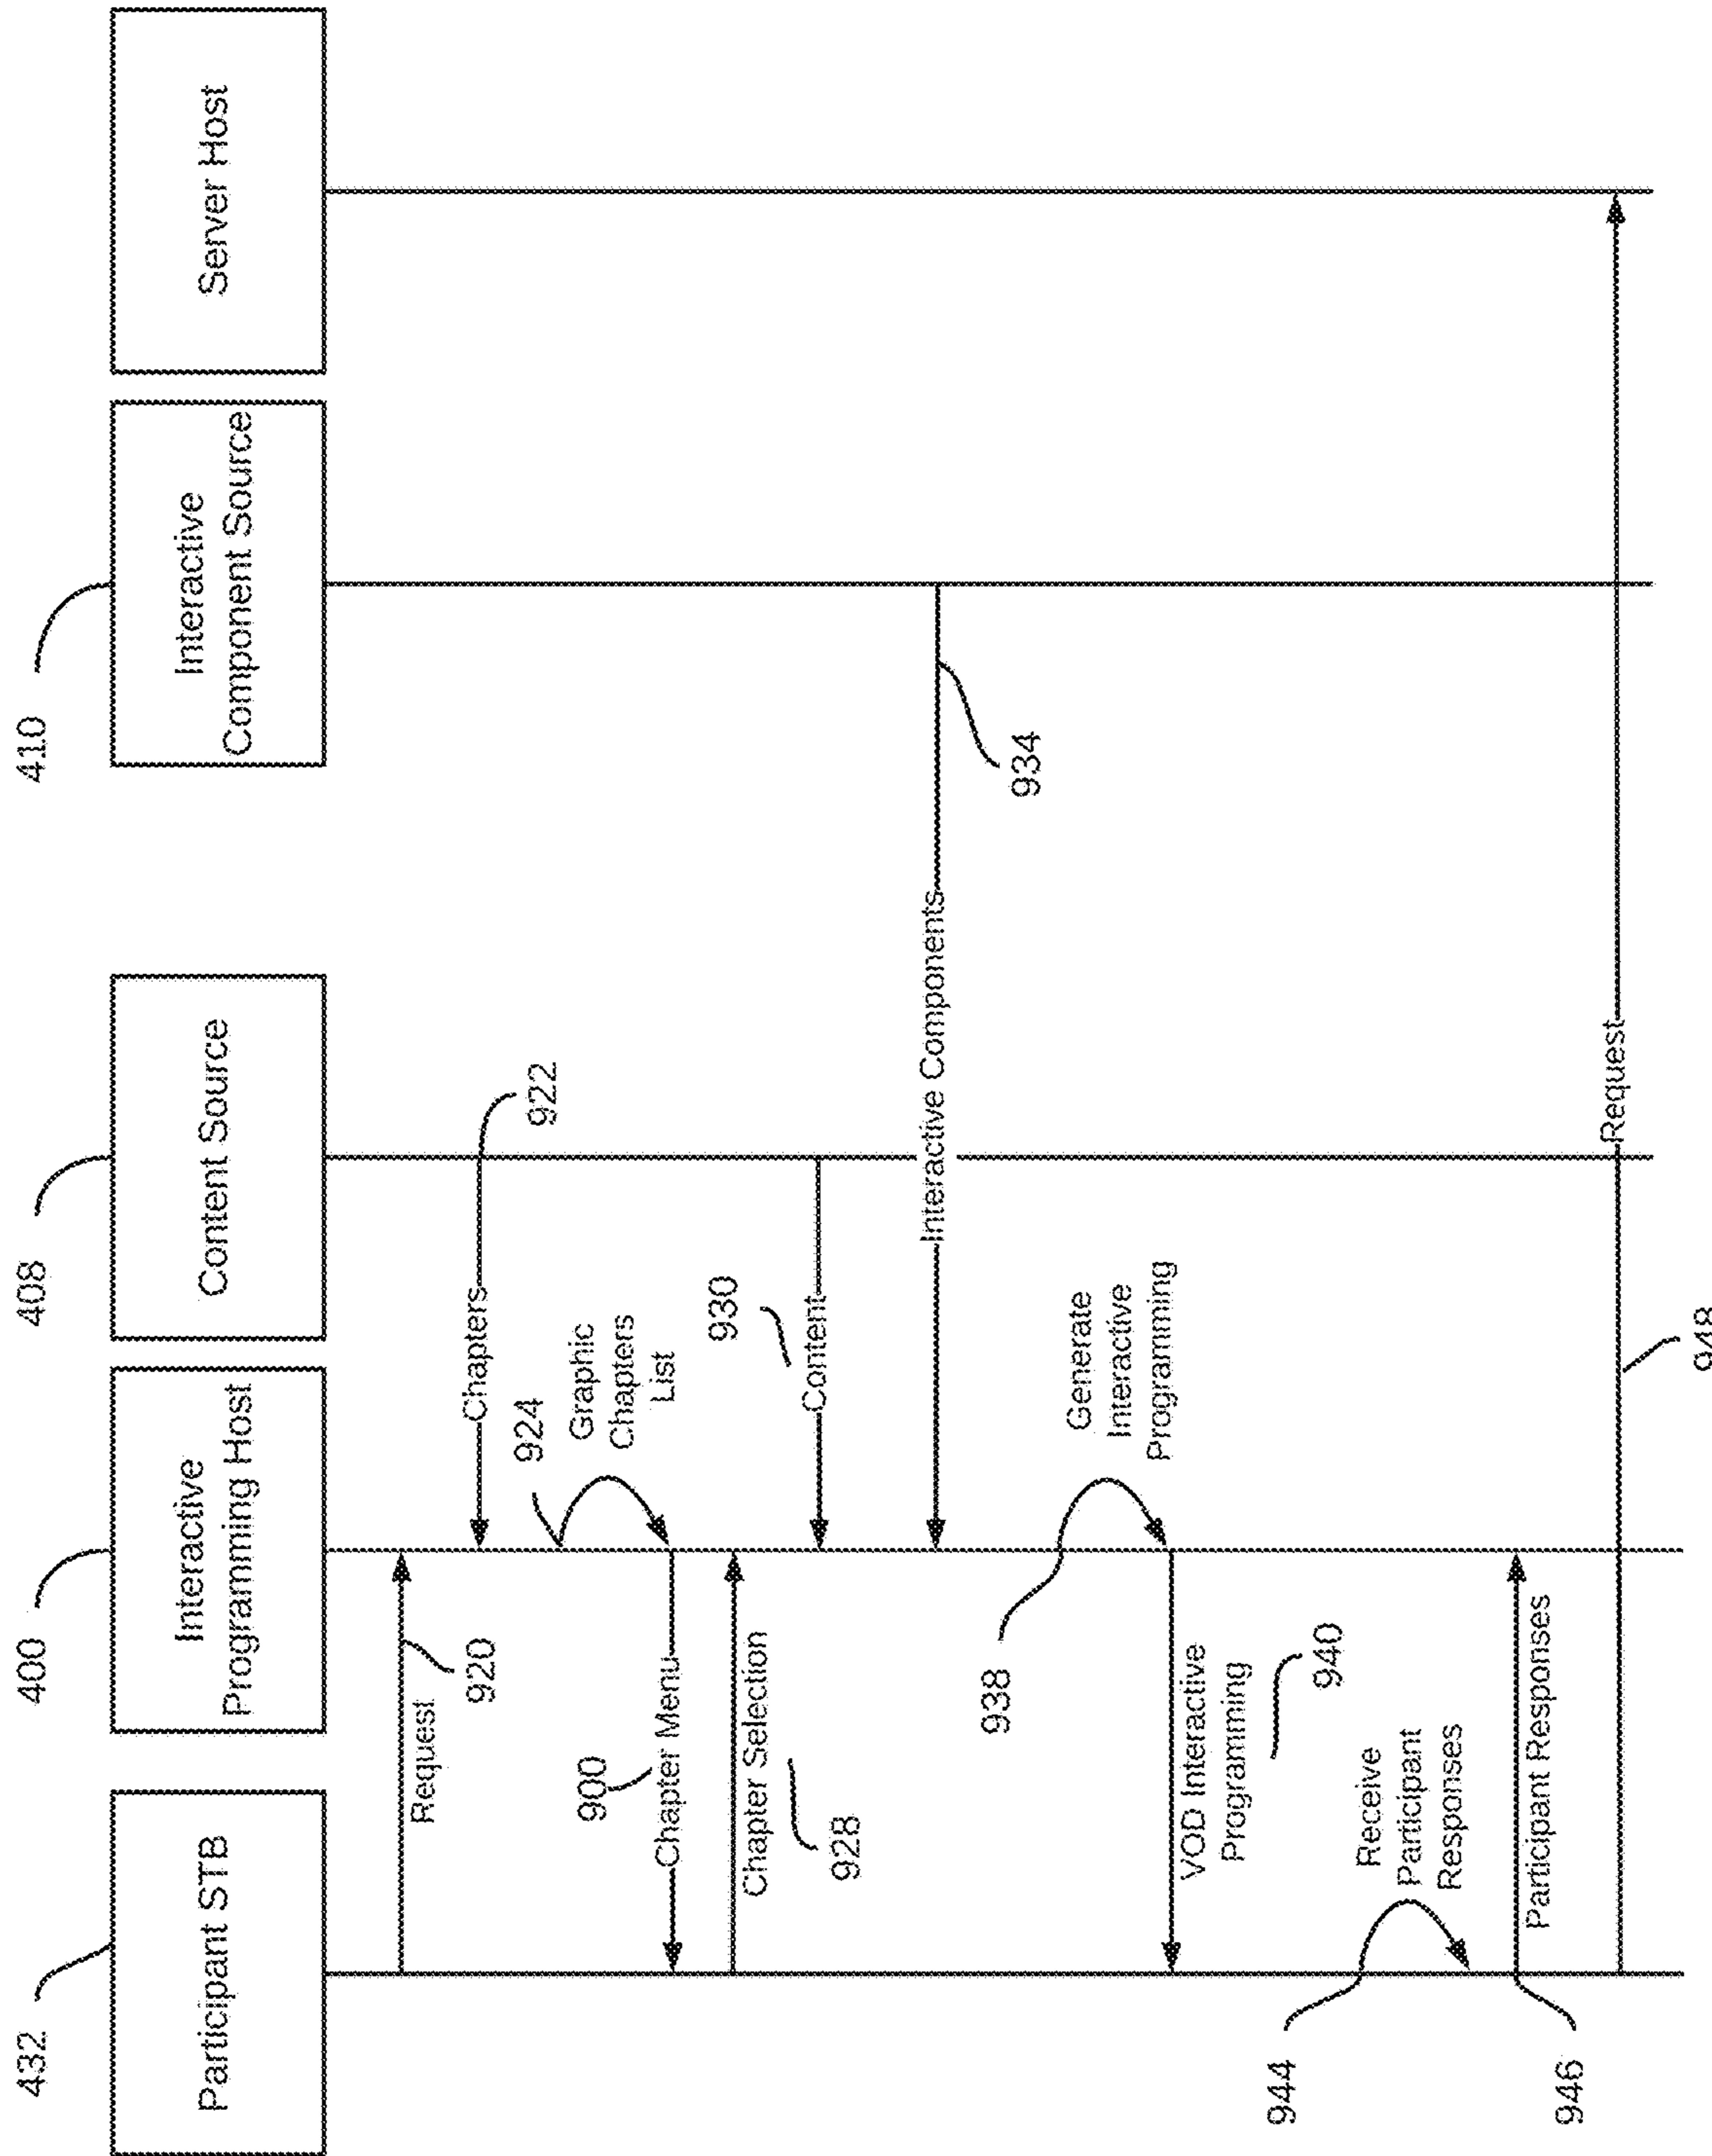 432
400
408
410
Participant STB
Interactive
Programming Host
Content Source
Interactive
Component Source
Server Host
Request
920
Chapters
922
924
Graphic
Chapters
List
900
Chapter Menu
Chapter Selection
928
930
Content
Interactive Components
934
938
Generate
Interactive
Programming
VOD Interactive
Programming
940
944
Receive
Participant
Responses
Participant Responses
946
Request
948